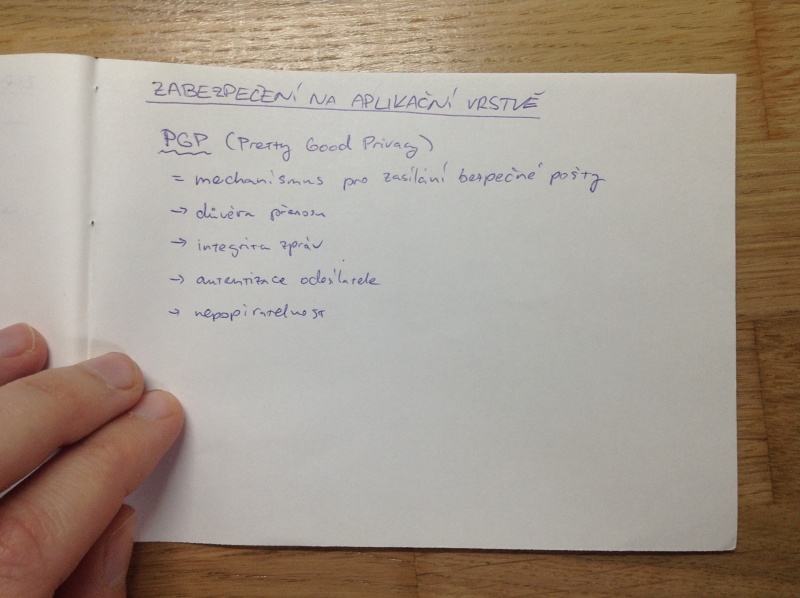 ZABEZPEČENÍ NA APLIKAČNÍ VRSTVĚ
PGP (Pretty Good Privacy)
= mechanismus pro zasílání bezpečné pošty
→ důvěra přenosu
→ integrita zpráv
→ autentizace odesílatele
→ nepopiratelnost